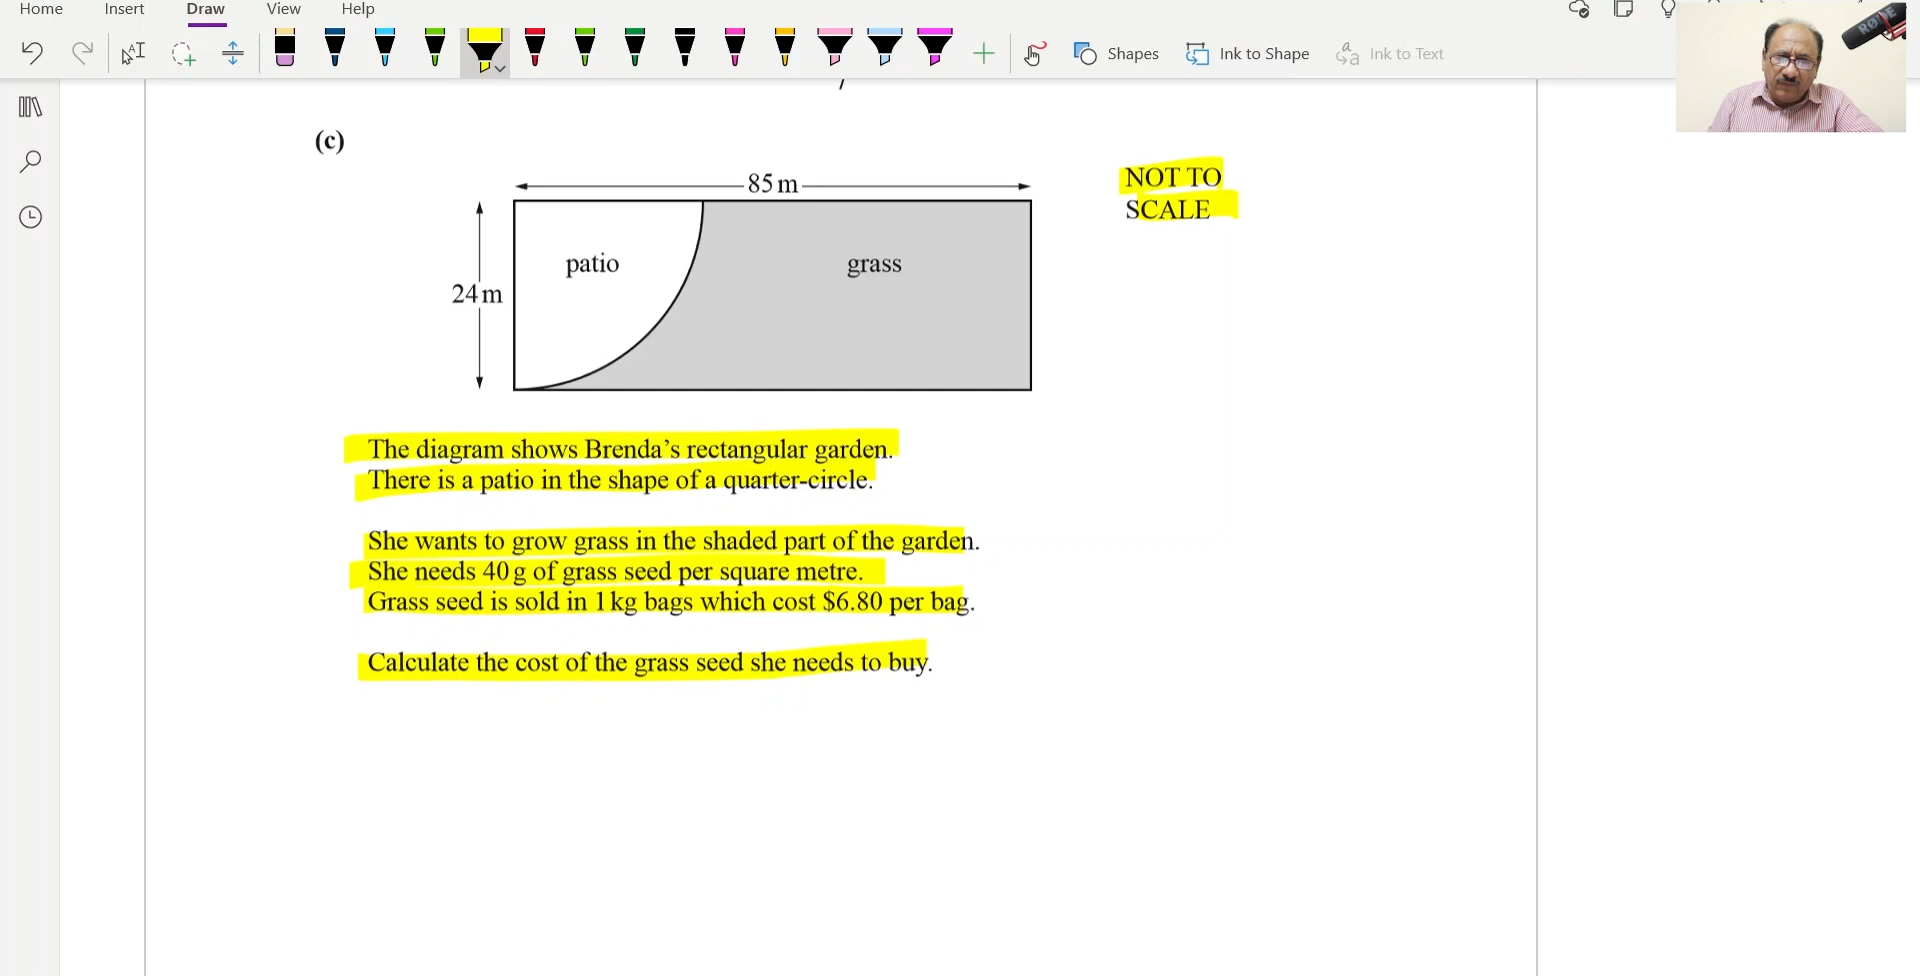 Home Insert Draw View Help
Shapes Ink to Shape Ink to Text
RØDE
(c)
85 m
NOT TO
SCALE
patio
grass
24 m
The diagram shows Brenda’s rectangular garden.
There is a patio in the shape of a quarter-circle.
She wants to grow grass in the shaded part of the garden.
She needs 40 g of grass seed per square metre.
Grass seed is sold in 1 kg bags which cost $6.80 per bag.
Calculate the cost of the grass seed she needs to buy.